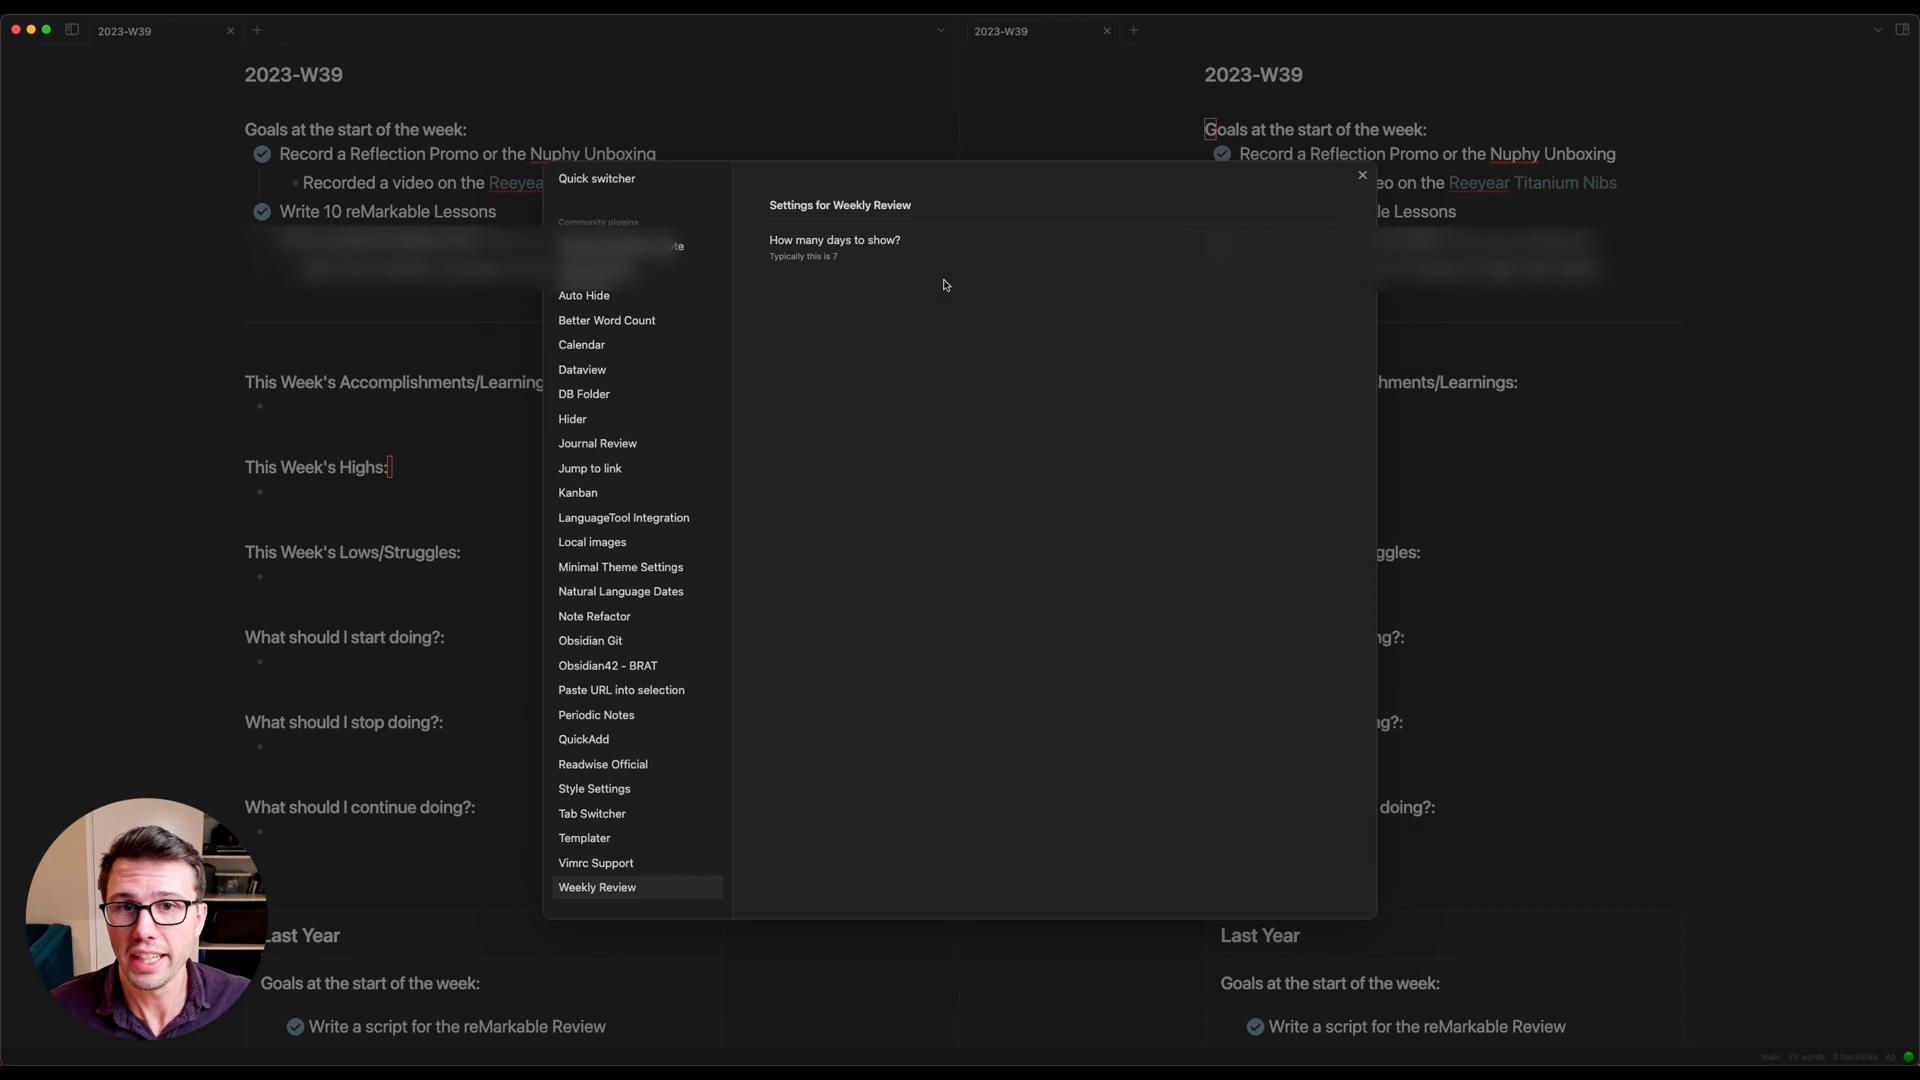 2023-W39
2023-W39
2023-W39
Goals at the start of the week:
Record a Reflection Promo or the Nuphy Unboxing
Recorded a video on the Reeyea
Write 10 reMarkable Lessons
This Week's Accomplishments/Learning
This Week's Highs:
This Week's Lows/Struggles:
What should I start doing?:
What should I stop doing?:
What should I continue doing?:
Last Year
Goals at the start of the week:
Write a script for the reMarkable Review
Quick switcher
Community plugins
te
Auto Hide
Better Word Count
Calendar
Dataview
DB Folder
Hider
Journal Review
Jump to link
Kanban
LanguageTool Integration
Local images
Minimal Theme Settings
Natural Language Dates
Note Refactor
Obsidian Git
Obsidian42 - BRAT
Paste URL into selection
Periodic Notes
QuickAdd
Readwise Official
Style Settings
Tab Switcher
Templater
Vimrc Support
Weekly Review
Settings for Weekly Review
How many days to show?
Typically this is 7
2023-W39
Goals at the start of the week:
Record a Reflection Promo or the Nuphy Unboxing
eo on the Reeyear Titanium Nibs
le Lessons
hments/Learnings:
ggles:
ng?:
ng?:
doing?:
Last Year
Goals at the start of the week:
Write a script for the reMarkable Review
main 73 words 0 backlinks Aa